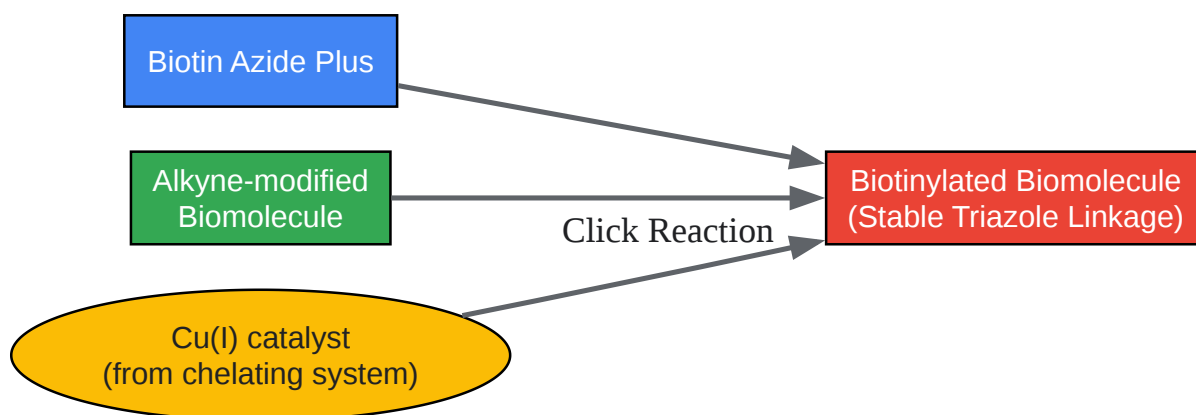 Biotin Azide Plus
Alkyne-modified
Biomolecule
Click Reaction
Biotinylated Biomolecule
(Stable Triazole Linkage)
Cu(I) catalyst
(from chelating system)